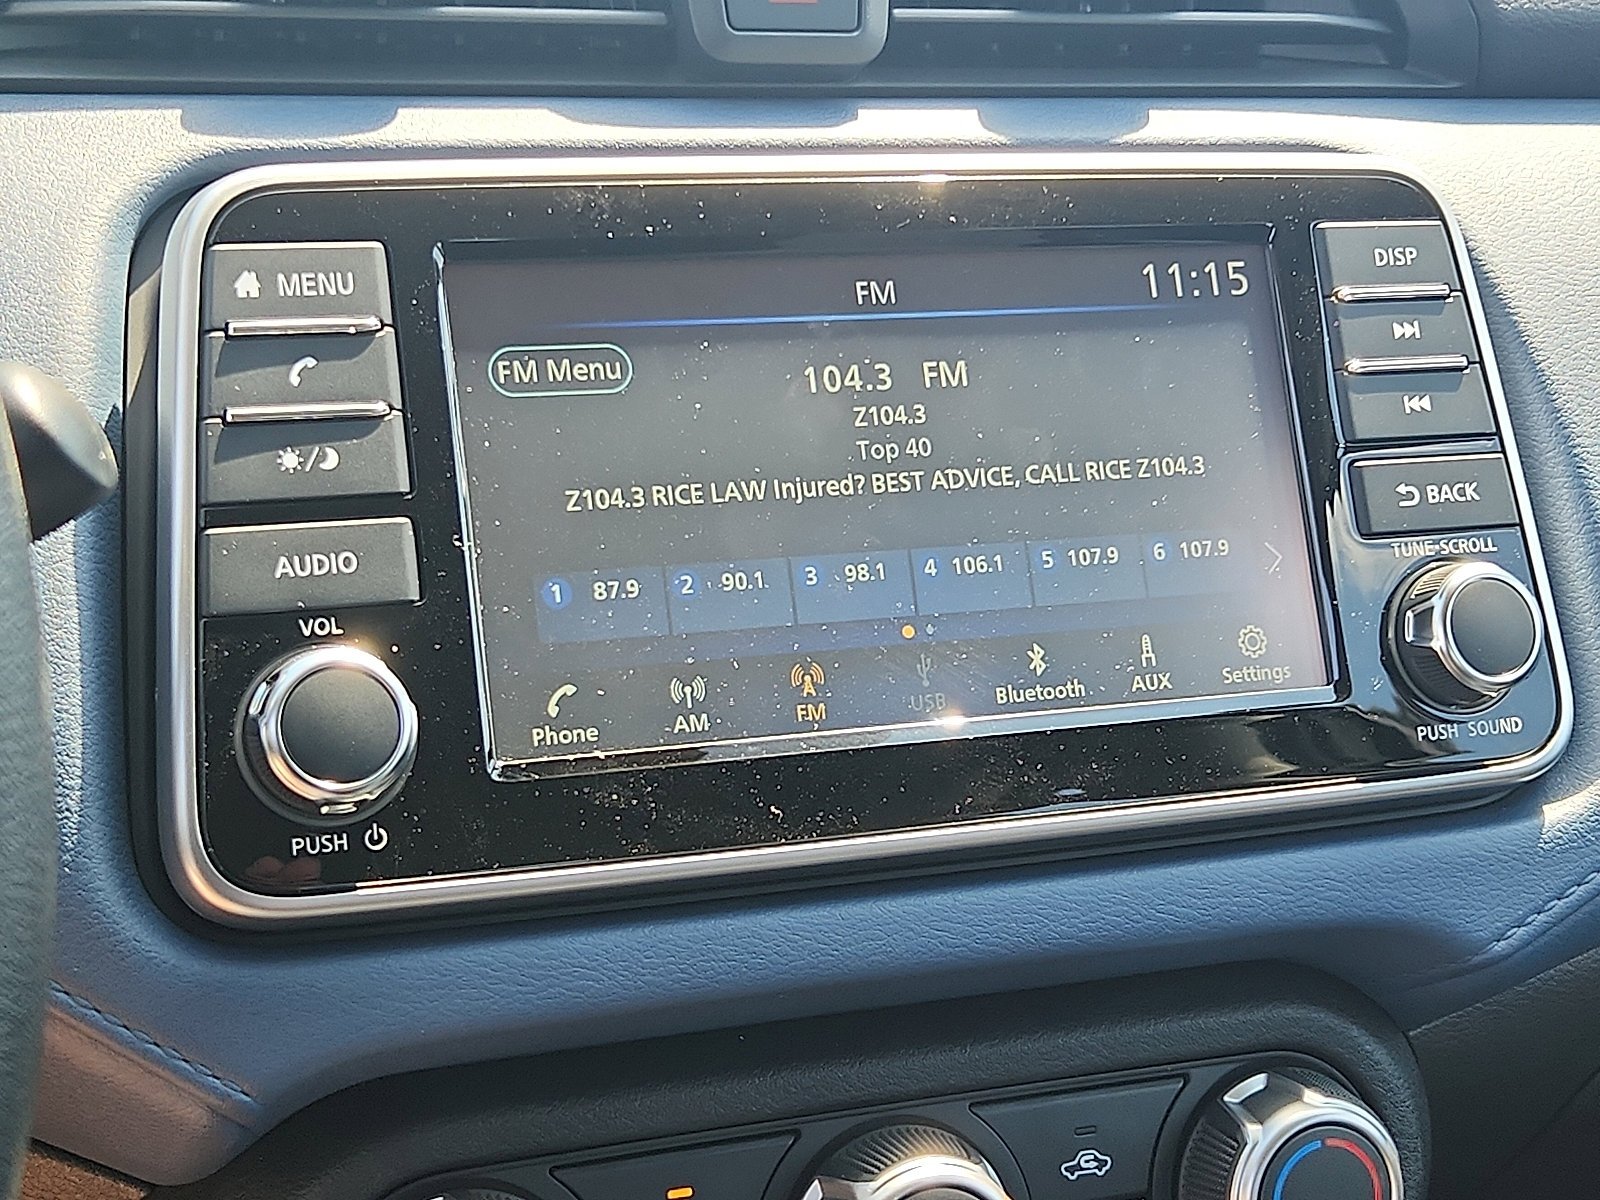 MENU
AUDIO
VOL
PUSH
FM
11:15
FM Menu
104.3 FM
Z104.3
Top 40
Z104.3 RICE LAW Injured? BEST ADVICE, CALL RICE Z104.3
1 87.9 2 90.1 3 98.1 4 106.1 5 107.9 6 107.9
Phone AM FM USB Bluetooth AUX Settings
DISP
BACK
TUNE·SCROLL
PUSH SOUND